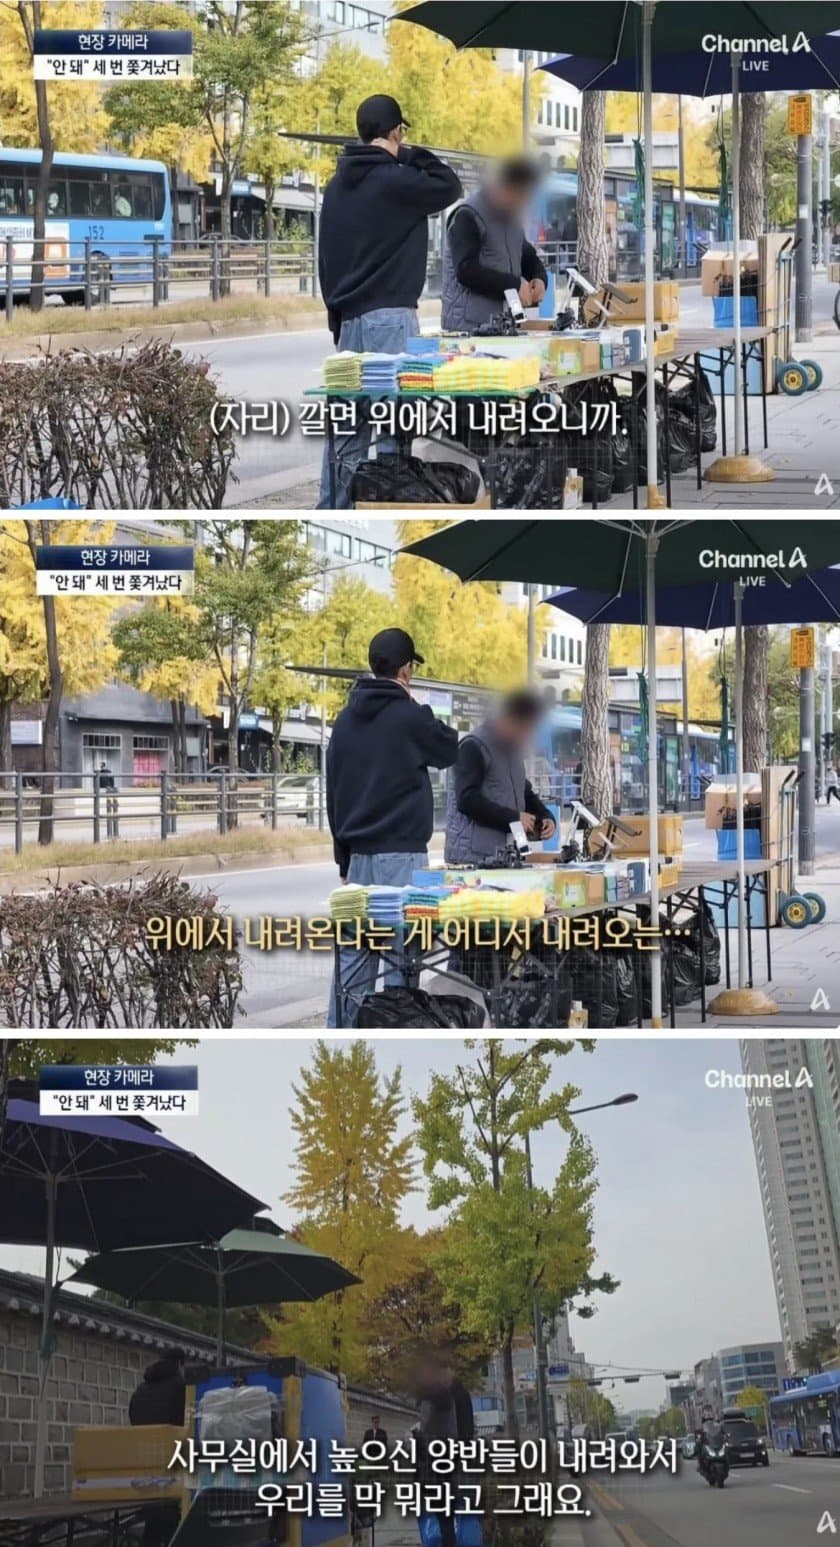 현장 카메라
"안 돼" 세 번 쫓겨났다
Channel A
LIVE
152
(자리) 깔면 위에서 내려오니까.
현장 카메라
"안 돼" 세 번 쫓겨났다
Channel A
LIVE
위에서 내려온다는 게 어디서 내려오는…
현장 카메라
"안 돼" 세 번 쫓겨났다
Channel A
LIVE
사무실에서 높으신 양반들이 내려와서
우리를 막 뭐라고 그래요.